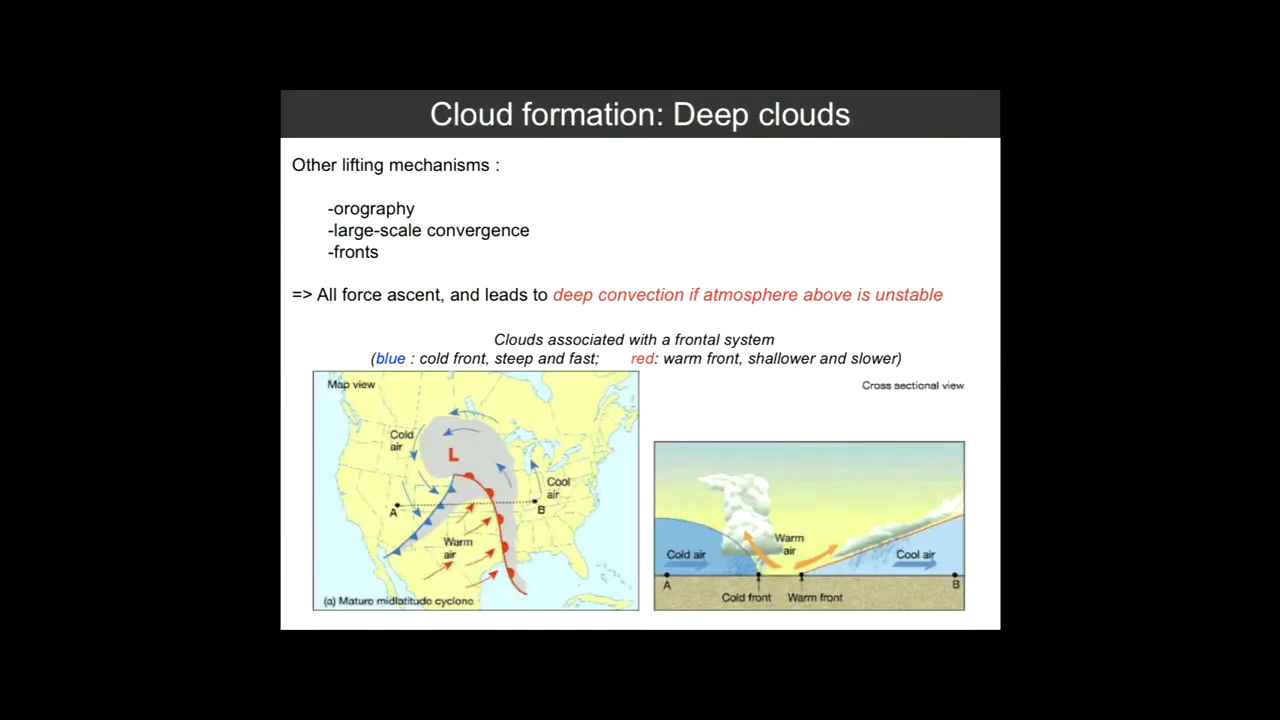 Cloud formation: Deep clouds
Other lifting mechanisms :
-orography
-large-scale convergence
-fronts
=> All force ascent, and leads to deep convection if atmosphere above is unstable
Clouds associated with a frontal system
(blue : cold front, steep and fast; red: warm front, shallower and slower)
Map view
Cold
air
L
Cool
air
A
B
Warm
air
(a) Mature midlatitude cyclone
Cross sectional view
Warm
air
Cold air
Cool air
A
B
Cold front
Warm front